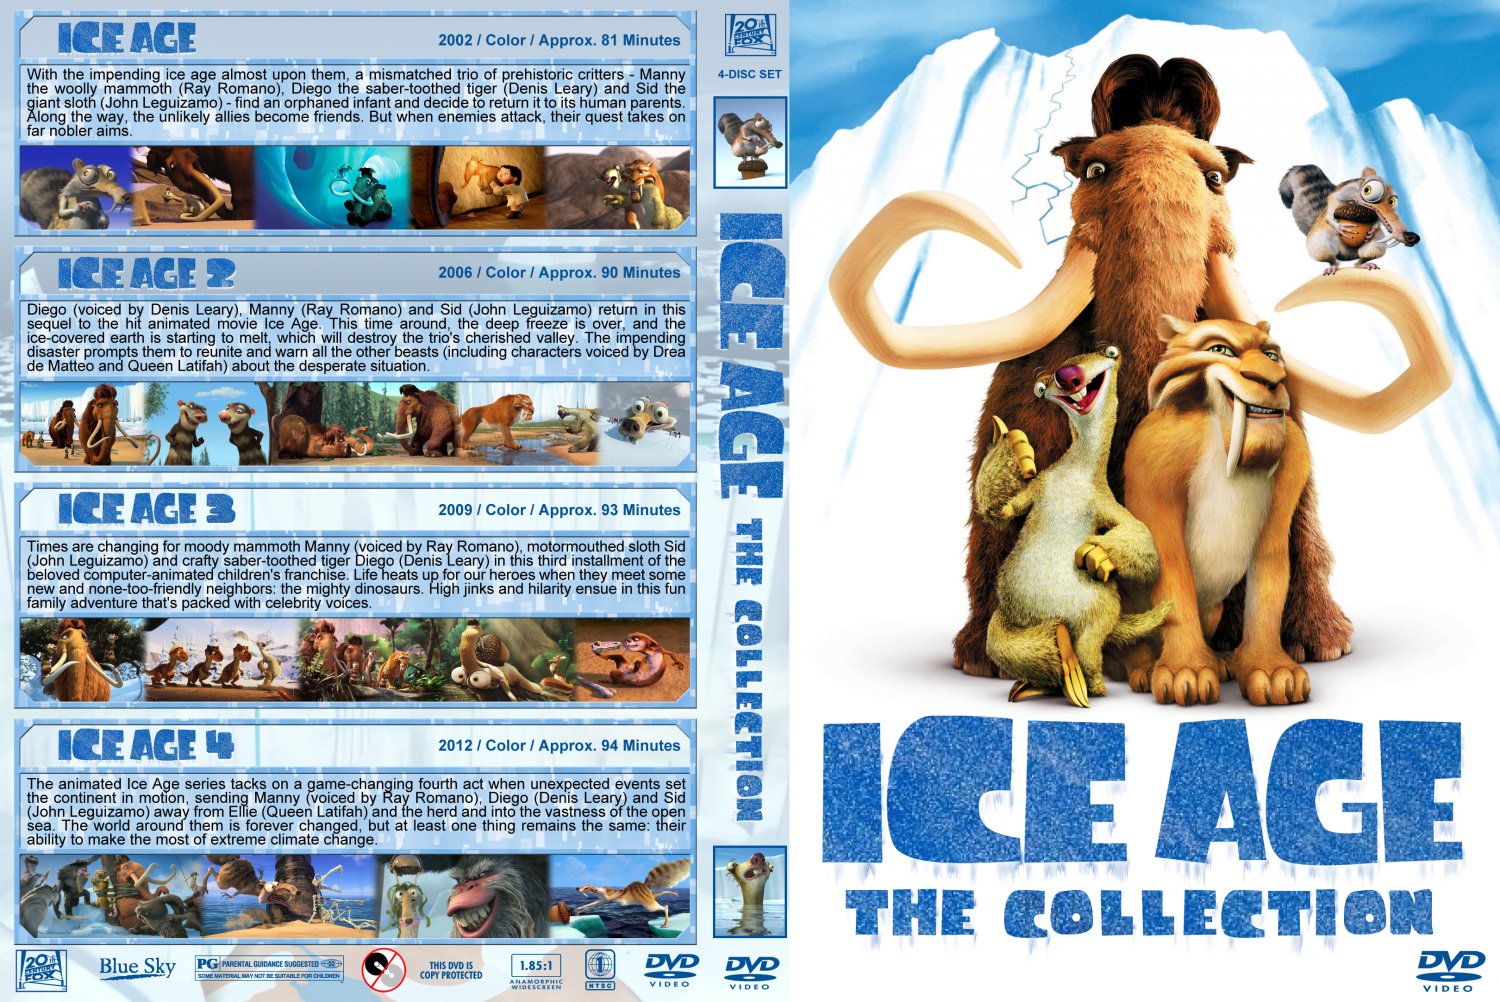 ICE AGE
2002 / Color / Approx. 81 Minutes
With the impending ice age almost upon them, a mismatched trio of prehistoric critters - Manny
the woolly mammoth (Ray Romano), Diego the saber-toothed tiger (Denis Leary) and Sid the
giant sloth (John Leguizamo) - find an orphaned infant and decide to return it to its human parents.
Along the way, the unlikely allies become friends. But when enemies attack, their quest takes on
far nobler aims.
ICE AGE 2
2006 / Color / Approx. 90 Minutes
Diego (voiced by Denis Leary), Manny (Ray Romano) and Sid (John Leguizamo) return in this
sequel to the hit animated movie Ice Age. This time around, the deep freeze is over, and the
ice-covered earth is starting to melt, which will destroy the trio's cherished valley. The impending
disaster prompts them to reunite and warn all the other beasts (including characters voiced by Drea
de Matteo and Queen Latifah) about the desperate situation.
ICE AGE 3
2009 / Color / Approx. 93 Minutes
Times are changing for moody mammoth Manny (voiced by Ray Romano), motormouthed sloth Sid
(John Leguizamo) and crafty saber-toothed tiger Diego (Denis Leary) in this third installment of the
beloved computer-animated children's franchise. Life heats up for our heroes when they meet some
new and none-too-friendly neighbors: the mighty dinosaurs. High jinks and hilarity ensue in this fun
family adventure that's packed with celebrity voices.
ICE AGE 4
2012 / Color / Approx. 94 Minutes
The animated Ice Age series tacks on a game-changing fourth act when unexpected events set
the continent in motion, sending Manny (voiced by Ray Romano), Diego (Denis Leary) and Sid
(John Leguizamo) away from Ellie (Queen Latifah) and the herd and into the vastness of the open
sea. The world around them is forever changed, but at least one thing remains the same: their
ability to make the most of extreme climate change.
20th
CENTURY
FOX
Blue Sky
PG PARENTAL GUIDANCE SUGGESTED
SOME MATERIAL MAY NOT BE SUITABLE FOR CHILDREN
THIS DVD IS
COPY PROTECTED
1.85:1
ANAMORPHIC
WIDESCREEN
1
NTSC
DVD
VIDEO
20th
CENTURY
FOX
4-DISC SET
ICE AGE THE COLLECTION
DVD
VIDEO
ICE AGE
THE COLLECTION
DVD
VIDEO